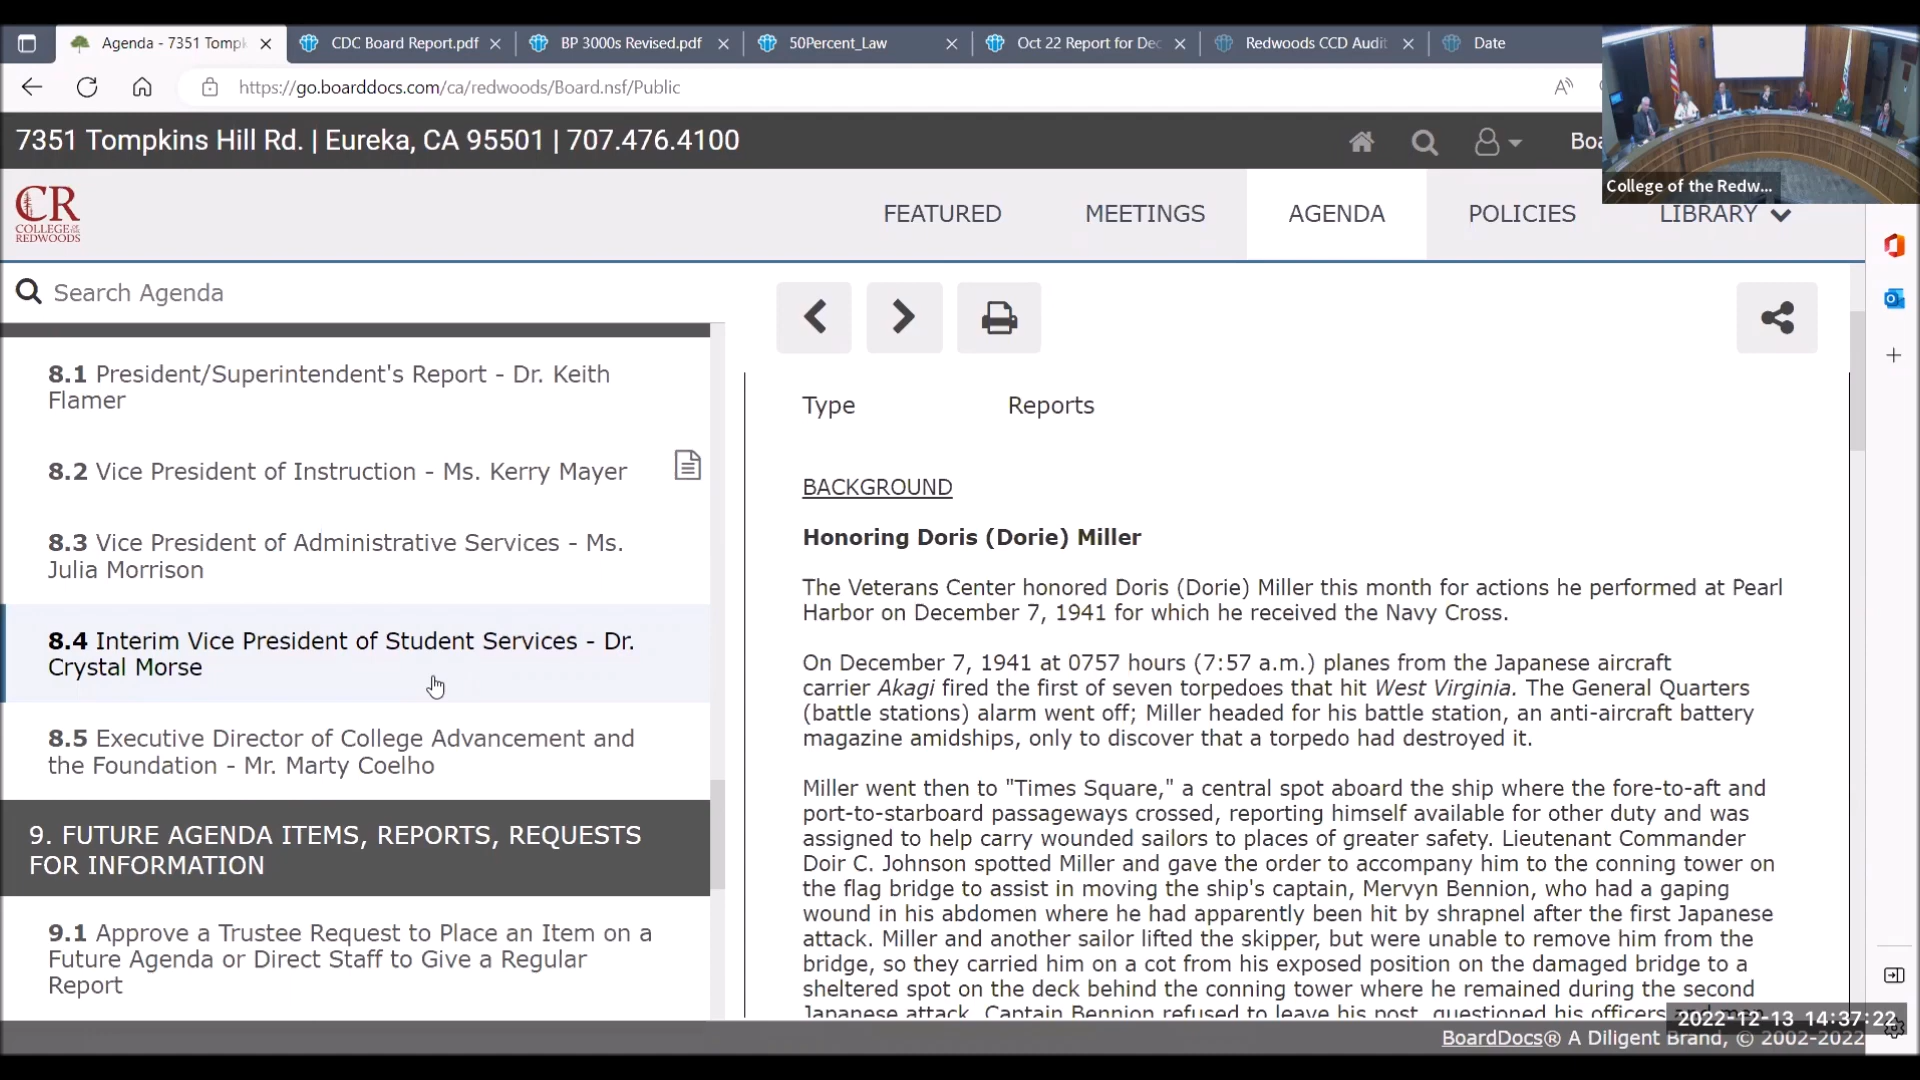 Agenda - 7351 Tompk
CDC Board Report.pdf
BP 3000s Revised.pdf
50Percent_Law
Oct 22 Report for Dec
Redwoods CCD Audit
Date
https://go.boarddocs.com/ca/redwoods/Board.nsf/Public
7351 Tompkins Hill Rd. | Eureka, CA 95501 | 707.476.4100
Boa
College of the Redw...
CR
COLLEGE OF THE
REDWOODS
FEATURED
MEETINGS
AGENDA
POLICIES
LIBRARY
Search Agenda
8.1 President/Superintendent's Report - Dr. Keith
Flamer
8.2 Vice President of Instruction - Ms. Kerry Mayer
8.3 Vice President of Administrative Services - Ms.
Julia Morrison
8.4 Interim Vice President of Student Services - Dr.
Crystal Morse
8.5 Executive Director of College Advancement and
the Foundation - Mr. Marty Coelho
9. FUTURE AGENDA ITEMS, REPORTS, REQUESTS
FOR INFORMATION
9.1 Approve a Trustee Request to Place an Item on a
Future Agenda or Direct Staff to Give a Regular
Report
Type Reports
BACKGROUND
Honoring Doris (Dorie) Miller
The Veterans Center honored Doris (Dorie) Miller this month for actions he performed at Pearl
Harbor on December 7, 1941 for which he received the Navy Cross.
On December 7, 1941 at 0757 hours (7:57 a.m.) planes from the Japanese aircraft
carrier Akagi fired the first of seven torpedoes that hit West Virginia. The General Quarters
(battle stations) alarm went off; Miller headed for his battle station, an anti-aircraft battery
magazine amidships, only to discover that a torpedo had destroyed it.
Miller went then to "Times Square," a central spot aboard the ship where the fore-to-aft and
port-to-starboard passageways crossed, reporting himself available for other duty and was
assigned to help carry wounded sailors to places of greater safety. Lieutenant Commander
Doir C. Johnson spotted Miller and gave the order to accompany him to the conning tower on
the flag bridge to assist in moving the ship's captain, Mervyn Bennion, who had a gaping
wound in his abdomen where he had apparently been hit by shrapnel after the first Japanese
attack. Miller and another sailor lifted the skipper, but were unable to remove him from the
bridge, so they carried him on a cot from his exposed position on the damaged bridge to a
sheltered spot on the deck behind the conning tower where he remained during the second
Japanese attack. Captain Bennion refused to leave his post, questioned his officers
2022-12-13 14:37:22
BoardDocs® A Diligent Brand, © 2002-2022